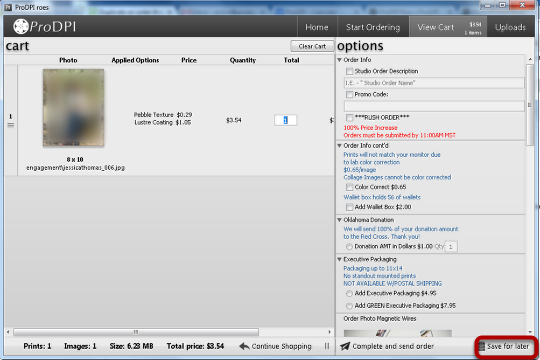 ProDPI roes
ProDPI
Home
Start Ordering
View Cart
$3.54
1 items
Uploads
cart
Clear Cart
options
Photo
Applied Options
Price
Quantity
Total
1
Pebble Texture $0.29
Lustre Coating $1.05
$3.54
1
8 x 10
engagement\jessicathomas_006.jpg
Order Info
Studio Order Description
I.E. - "Studio Order Name"
Promo Code:
***RUSH ORDER***
100% Price Increase
Orders must be submitted by 11:00AM MST
Order Info cont'd
Prints will not match your monitor due
to lab color correction
$0.65/image
Collage Images cannot be color corrected
Color Correct $0.65
Wallet box holds 56 of wallets
Add Wallet Box $2.00
Oklahoma Donation
We will send 100% of your donation amount
to the Red Cross. Thank you!
Donation AMT in Dollars $1.00 Qty: 1
Executive Packaging
Packaging up to 11x14
No standout mounted prints
NOT AVAILABLE W/POSTAL SHIPPING
Add Executive Packaging $4.95
Add GREEN Executive Packaging $7.95
Order Photo Magnetic Wires
Prints: 1
Images: 1
Size: 6.23 MB
Total price: $3.54
Continue Shopping
Complete and send order
Save for later